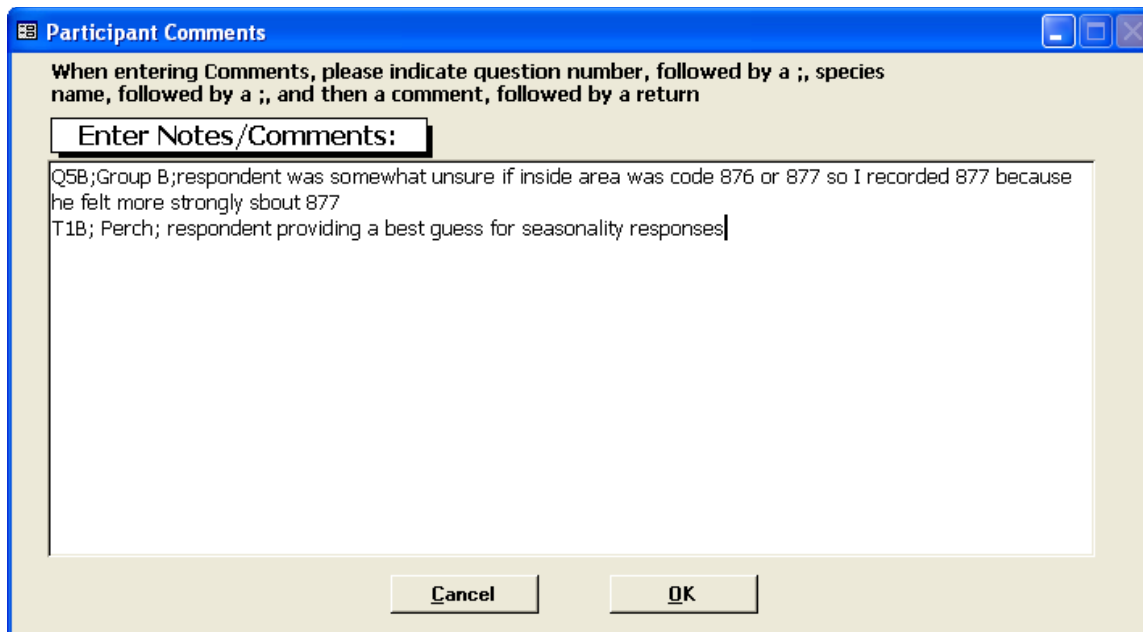 Participant Comments
When entering Comments, please indicate question number, followed by a ;, species
name, followed by a ;, and then a comment, followed by a return
Enter Notes/Comments:
Q5B;Group B;respondent was somewhat unsure if inside area was code 876 or 877 so I recorded 877 because
he felt more strongly sbout 877
T1B; Perch; respondent providing a best guess for seasonality responses
Cancel
OK